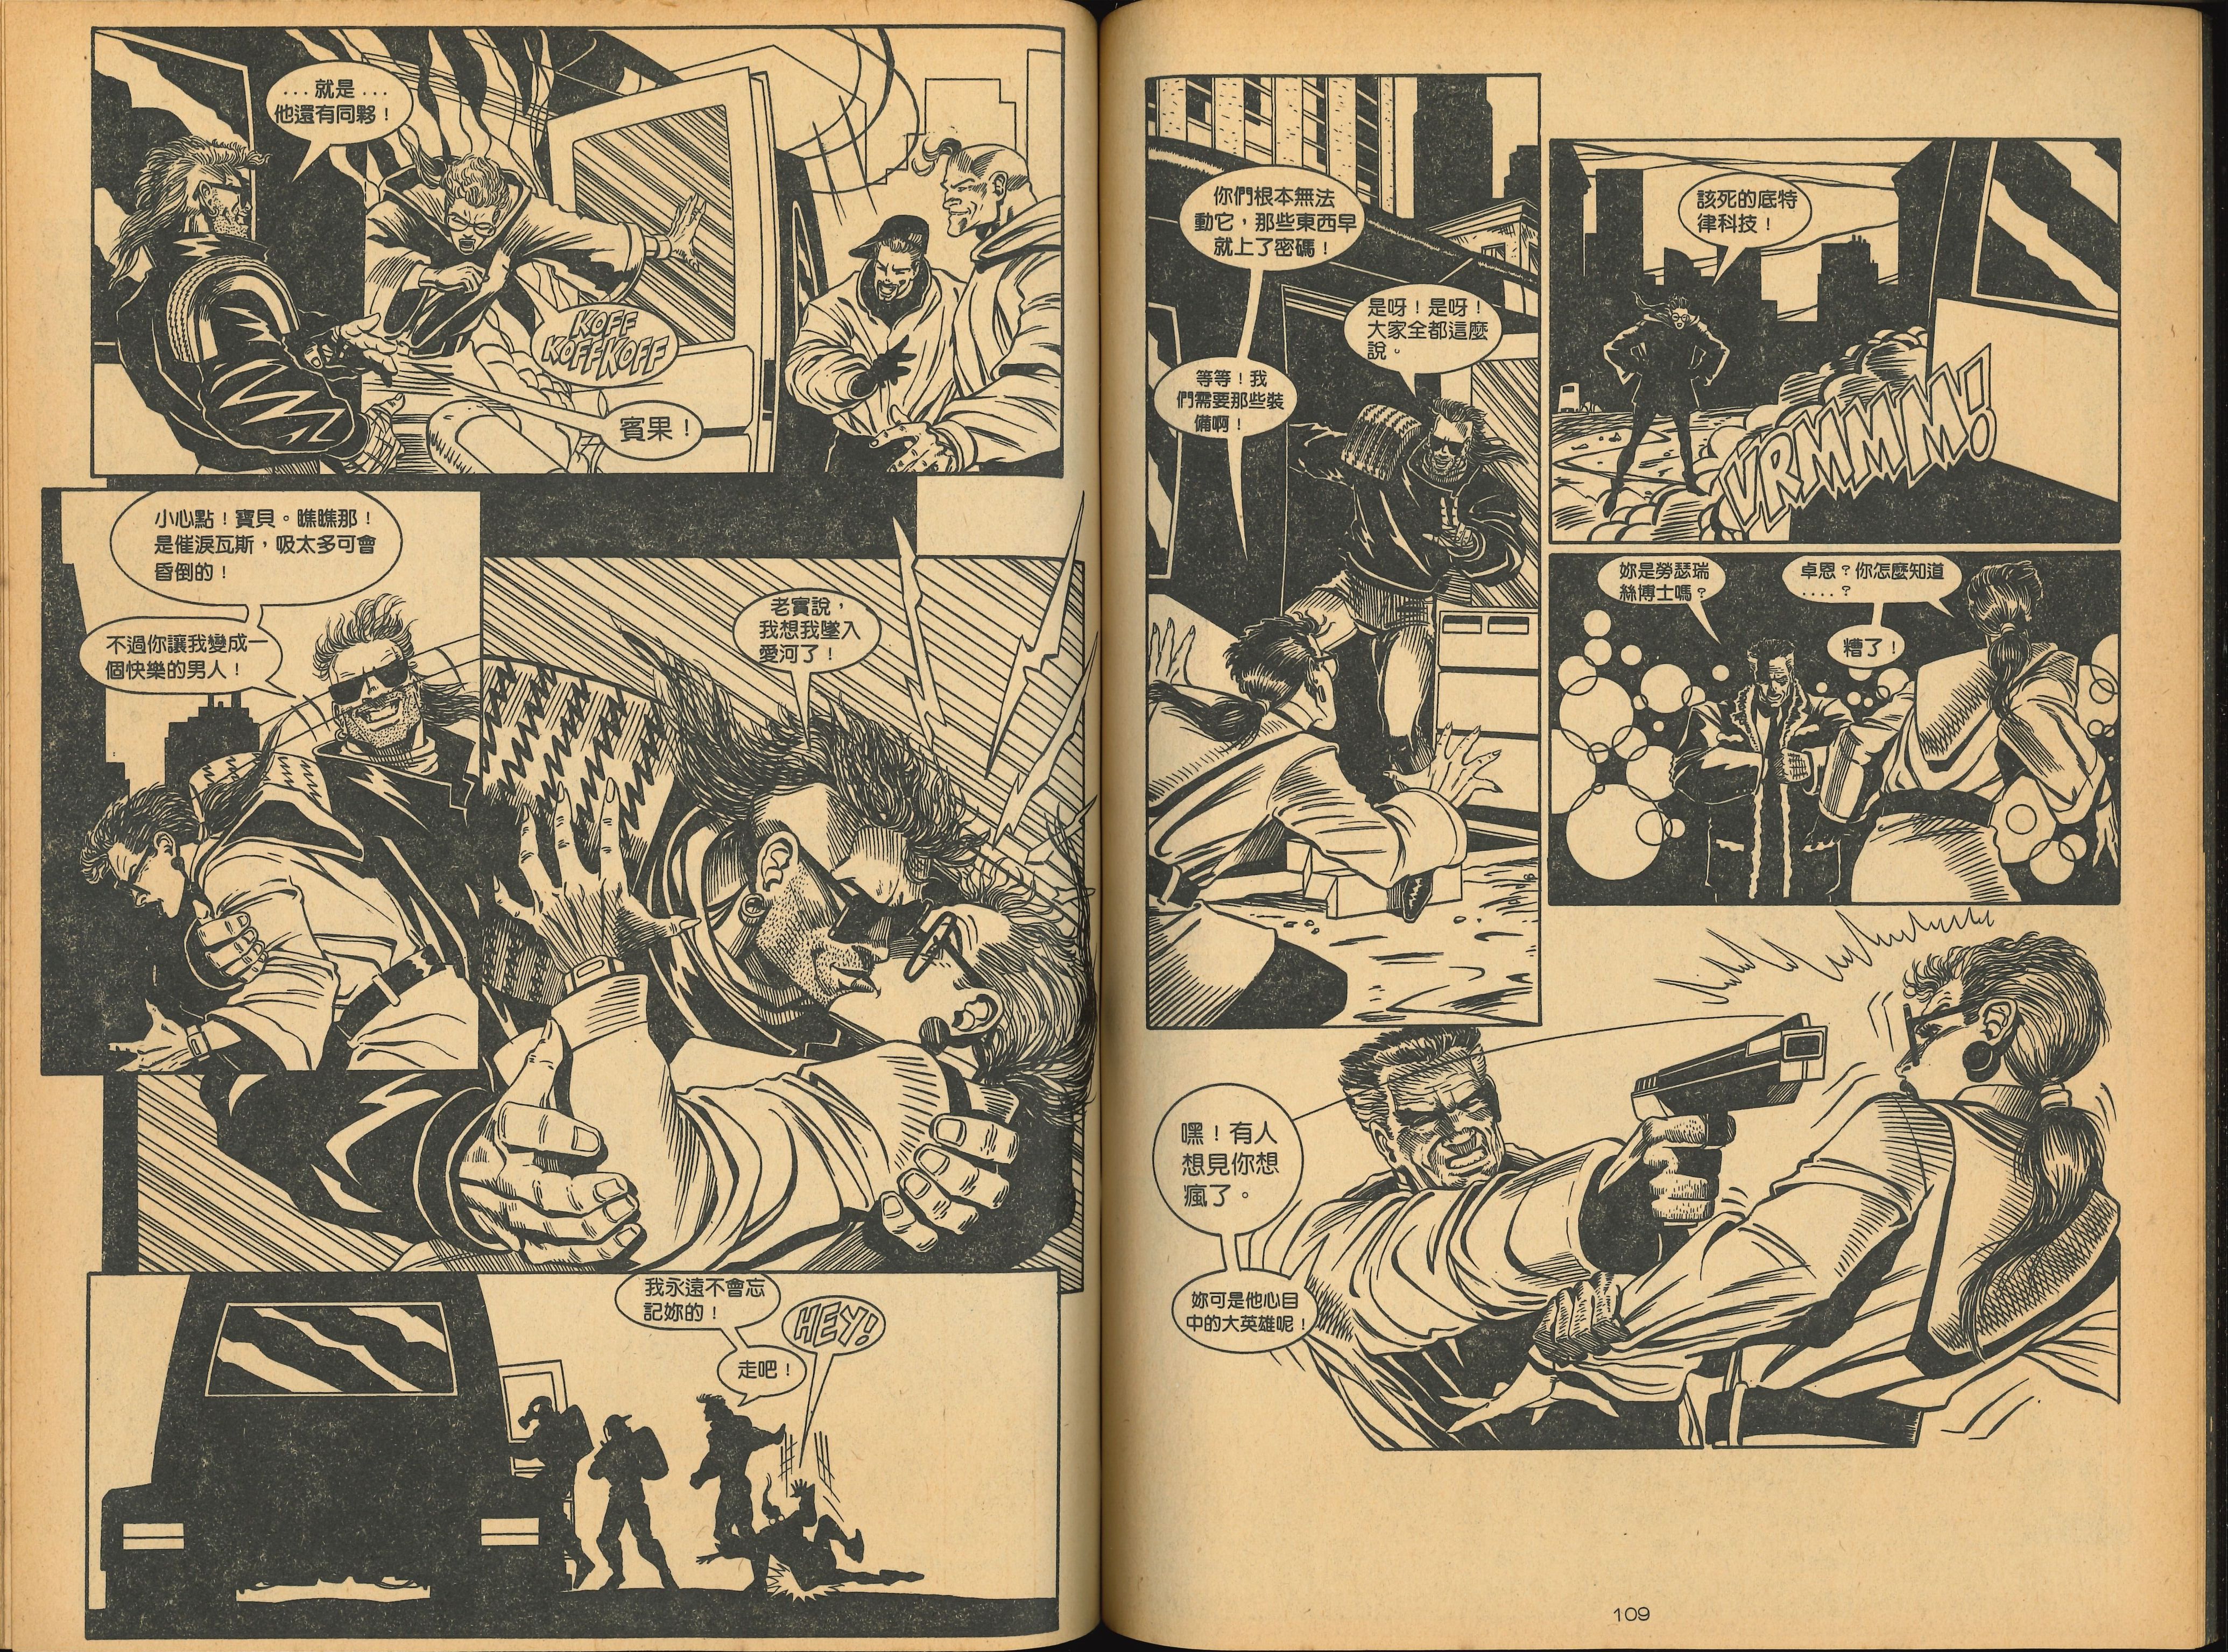 ...就是...
他還有同夥！
KOFF
KOFF KOFF
賓果！
小心點！寶貝。瞧瞧那！
是催淚瓦斯，吸太多可會
昏倒的！
不過你讓我變成一
個快樂的男人！
老實說，
我想我墜入
愛河了！
我永遠不會忘
記妳的！
走吧！
HEY!
你們根本無法
動它，那些東西早
就上了密碼！
是呀！是呀！
大家全都這麼
說。
等等！我
們需要那些裝
備啊！
該死的底特
律科技！
VRMMMM!
妳是勞瑟瑞
絲博士嗎？
卓恩？你怎麼知道
....？
糟了！
嘿！有人
想見你想
瘋了。
妳可是他心目
中的大英雄呢！
109